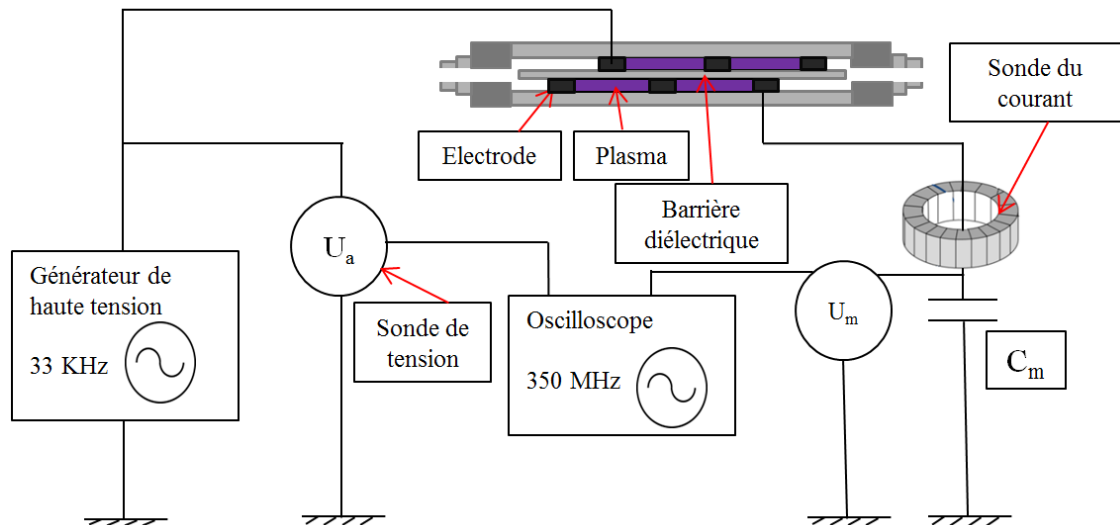 Sonde du
courant
Electrode
Plasma
Barrière
diélectrique
Ua
Générateur de
haute tension
33 KHz
Sonde de
tension
Oscilloscope
350 MHz
Um
Cm